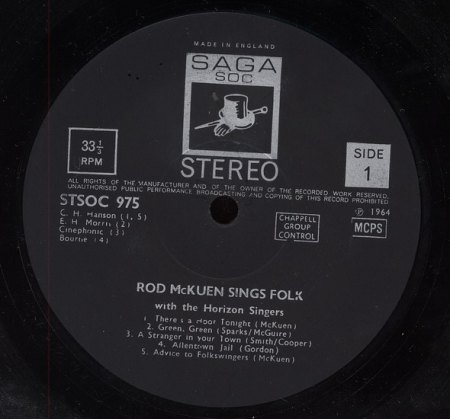 MADE IN ENGLAND
SAGA
SOC
STEREO
33 1/3
RPM
SIDE
1
ALL RIGHTS OF THE MANUFACTURER AND OF THE OWNER OF THE RECORDED WORK RESERVED.
UNAUTHORISED PUBLIC PERFORMANCE BROADCASTING AND COPYING OF THIS RECORD PROHIBITED
STSOC 975
C. H. Hanson (1, 5)
E. H. Morris (2)
Cinephonic (3)
Bourne (4)
CHAPPELL
GROUP
CONTROL
℗ 1964
MCPS
ROD McKUEN SINGS FOLK
with the Horizon Singers
1. There's a Hoot Tonight (McKuen)
2. Green, Green (Sparks/McGuire)
3. A Stranger in your Town (Smith/Cooper)
4. Allentown Jail (Gordon)
5. Advice to Folkswingers (McKuen)